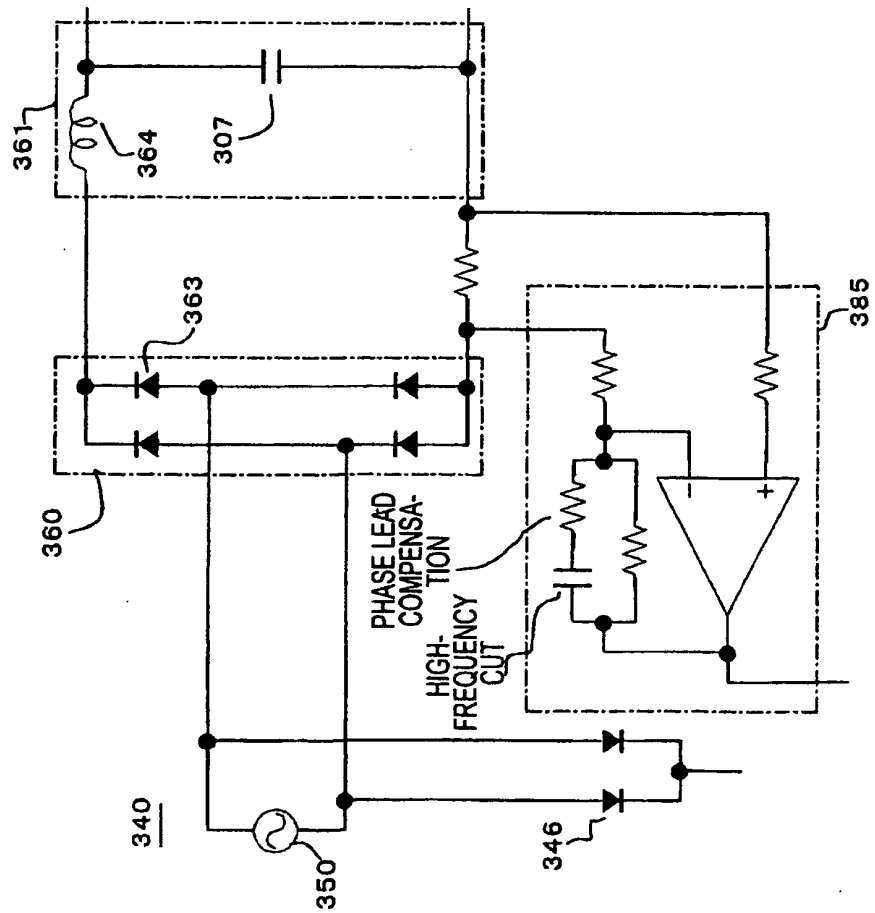 361
364
307
363
360
385
PHASE LEAD
COMPENSA-
TION
HIGH-
FREQUENCY
CUT
-
+
340
350
346